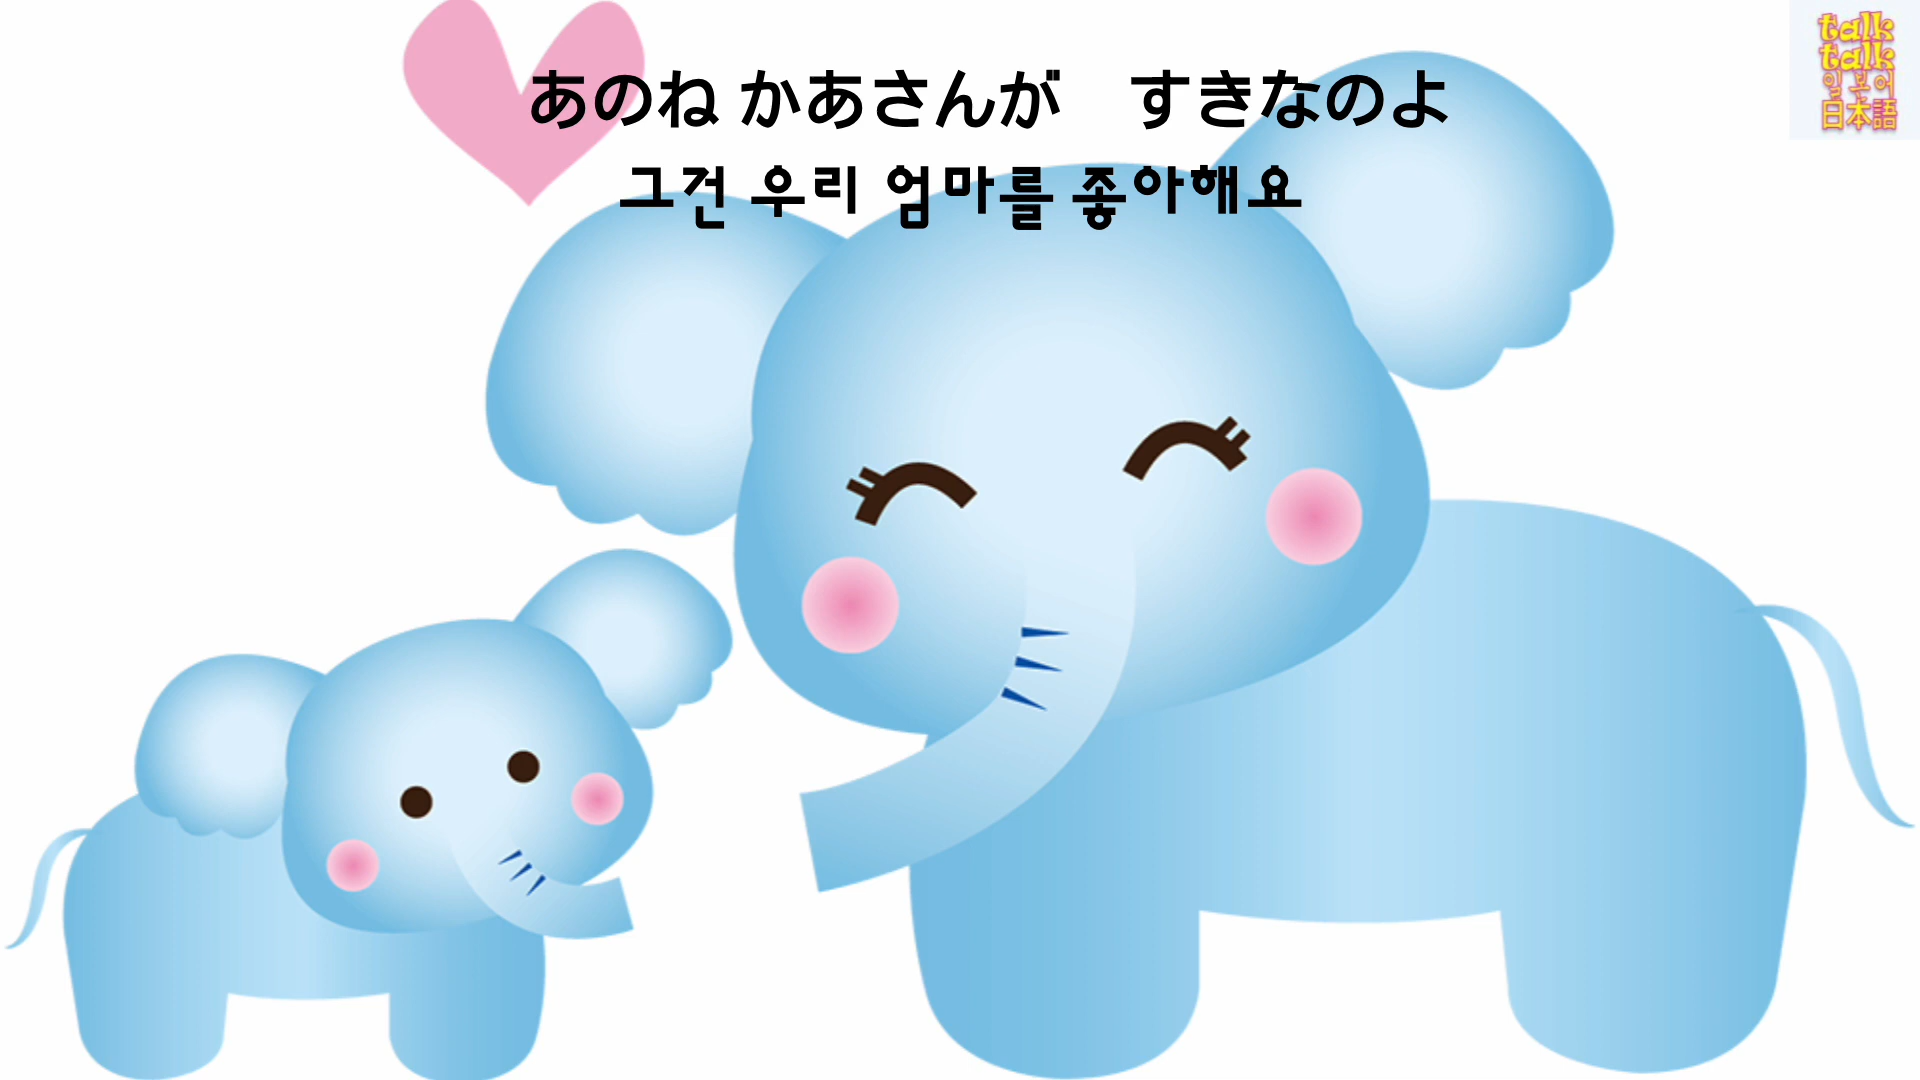 あのね かあさんが　すきなのよ
그건 우리 엄마를 좋아해요
talk
talk
일본어
日本語